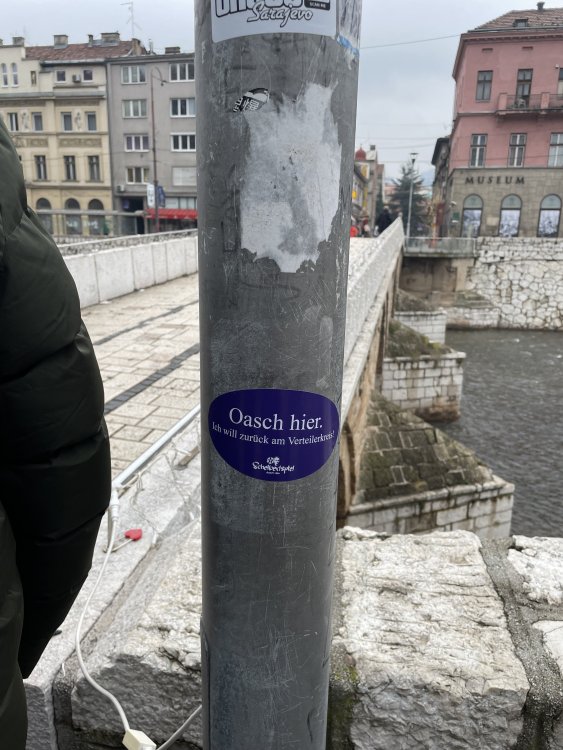 Sarajevo
MUSEUM
Oasch hier.
Ich will zurück am Verteilerkreis!